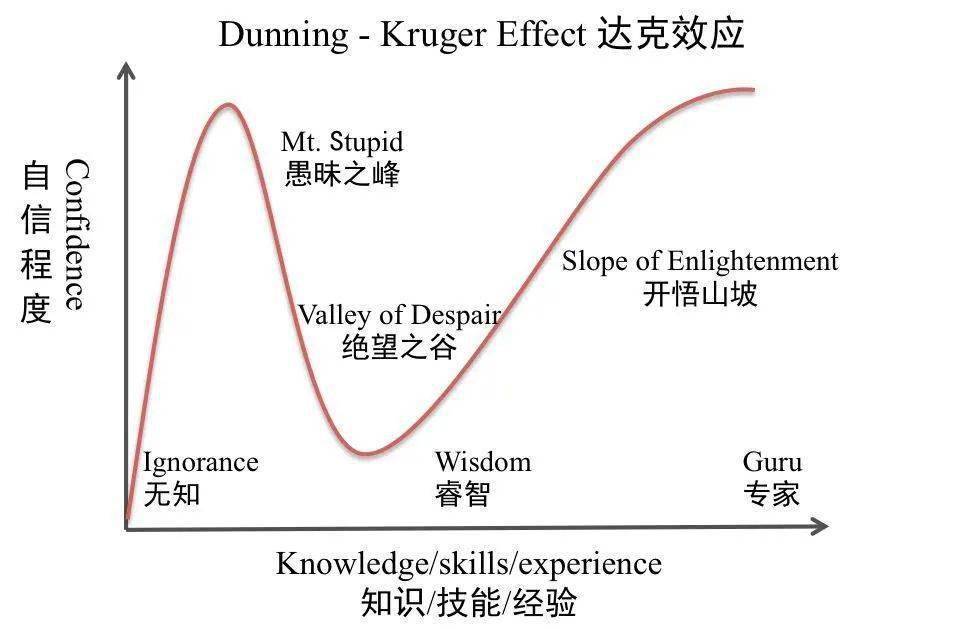 Dunning - Kruger Effect 达克效应
自信程度
Confidence
Mt. Stupid
愚昧之峰
Valley of Despair
绝望之谷
Slope of Enlightenment
开悟山坡
Ignorance
无知
Wisdom
睿智
Guru
专家
Knowledge/skills/experience
知识/技能/经验